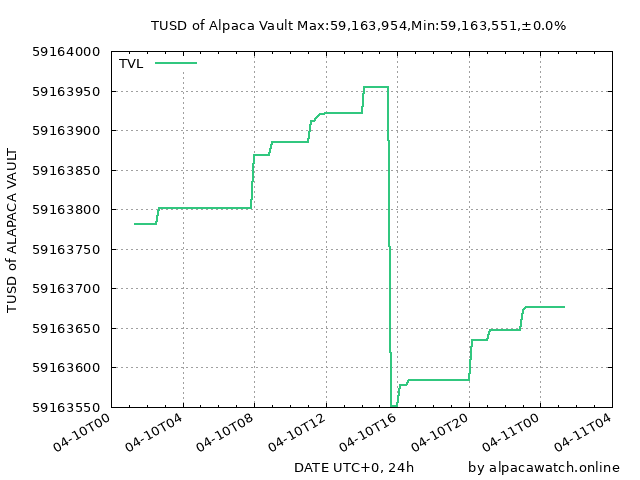 TUSD of Alpaca Vault Max:59,163,954,Min:59,163,551,±0.0%
TVL
59164000
59163950
59163900
59163850
59163800
59163750
59163700
59163650
59163600
59163550
TUSD of ALAPACA VAULT
04-10T00
04-10T04
04-10T08
04-10T12
04-10T16
04-10T20
04-11T00
04-11T04
DATE UTC+0, 24h
by alpacawatch.online